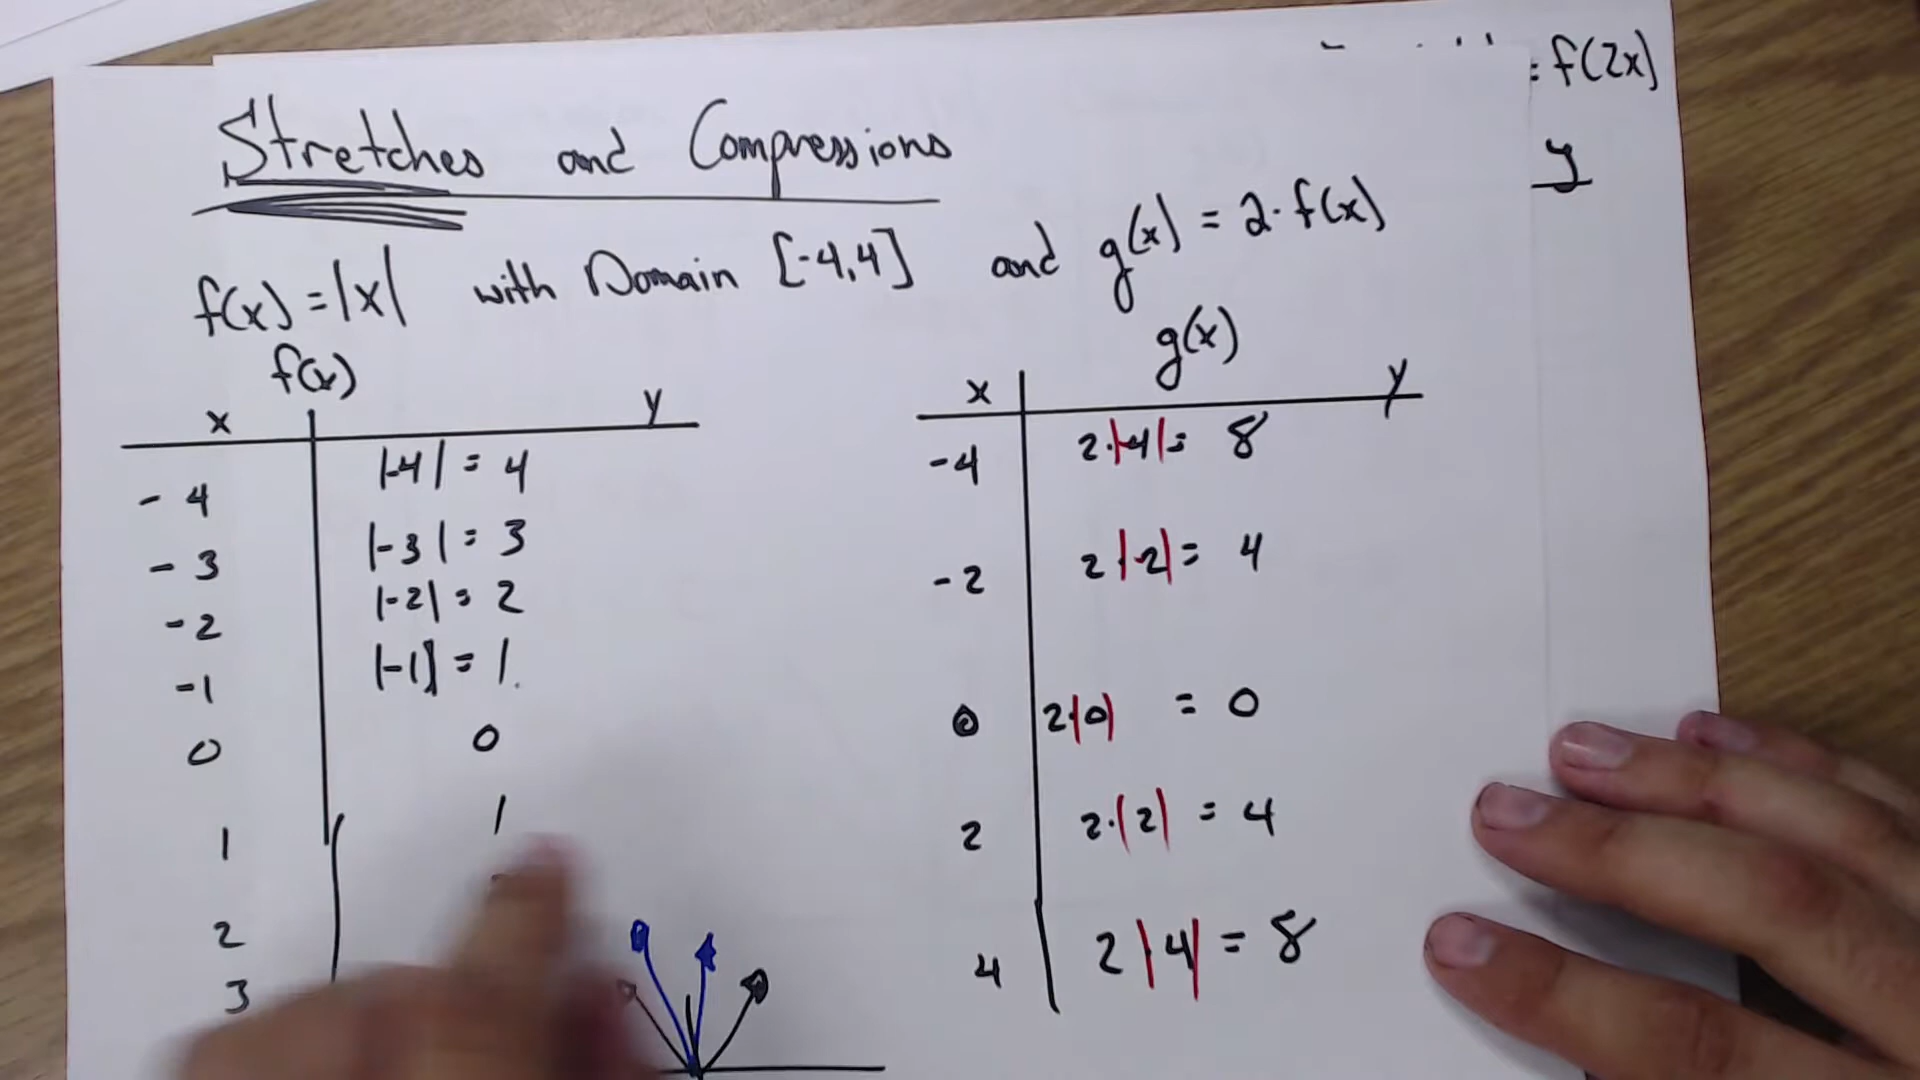 = f(2x)
Stretches and Compressions
y
f(x) = |x| with Domain [-4,4] and g(x) = 2·f(x)
f(x)
x y
-4 |-4| = 4
-3 |-3| = 3
-2 |-2| = 2
-1 |-1| = 1
0 0
1 1
2
3
g(x)
x y
-4 2·|-4| = 8
-2 2|-2| = 4
0 2·|0| = 0
2 2·|2| = 4
4 2|4| = 8